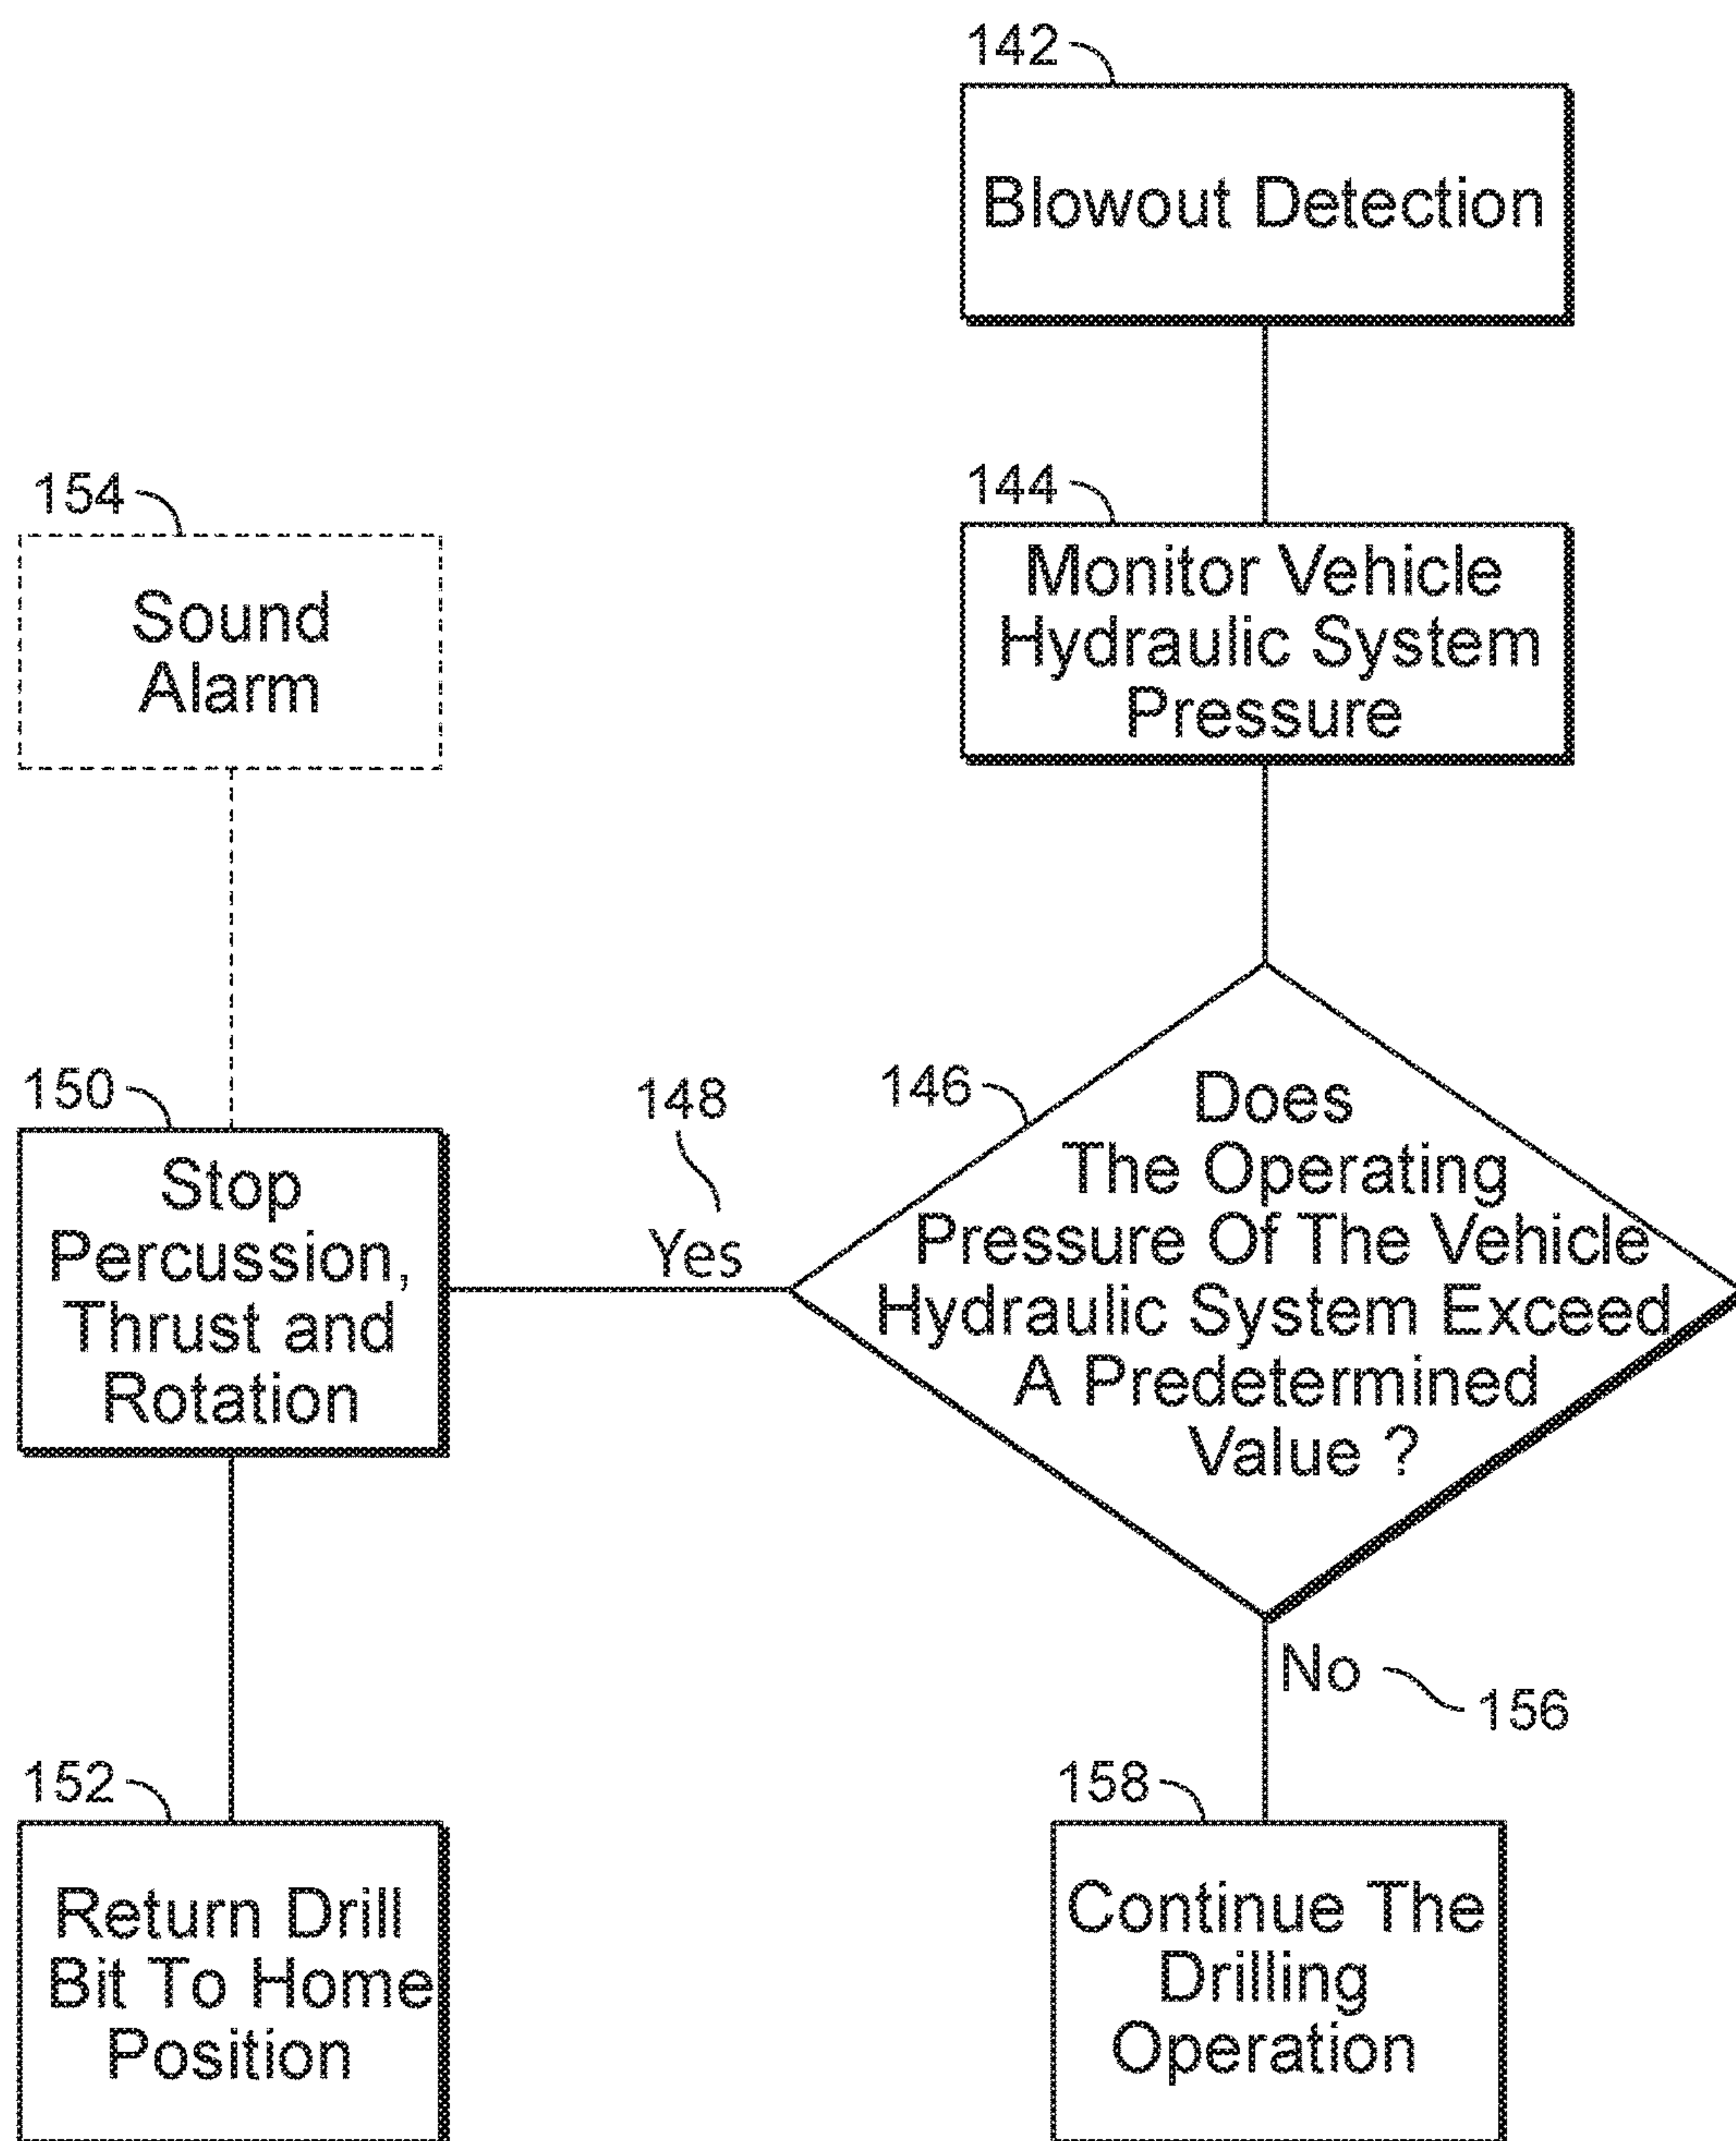 142
Blowout Detection
144
Monitor Vehicle
Hydraulic System
Pressure
154
Sound
Alarm
146
Does
The Operating
Pressure Of The Vehicle
Hydraulic System Exceed
A Predetermined
Value ?
148
Yes
150
Stop
Percussion,
Thrust and
Rotation
No
156
152
Return Drill
Bit To Home
Position
158
Continue The
Drilling
Operation